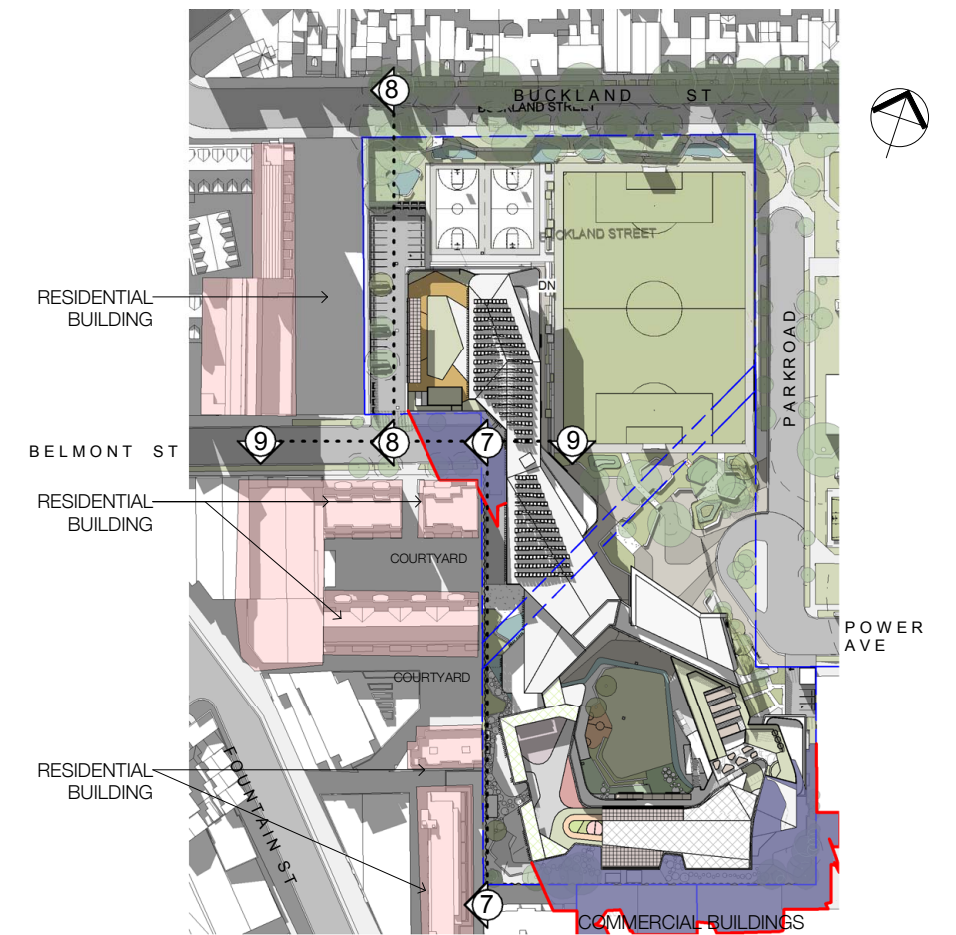 8
BUCKLAND ST
BUCKLAND STREET
BUCKLAND STREET
DN
RESIDENTIAL
BUILDING
PARKROAD
BELMONT ST
9
8
7
9
RESIDENTIAL
BUILDING
COURTYARD
POWER
AVE
COURTYARD
RESIDENTIAL
BUILDING
FOUNTAIN ST
7
COMMERCIAL BUILDINGS